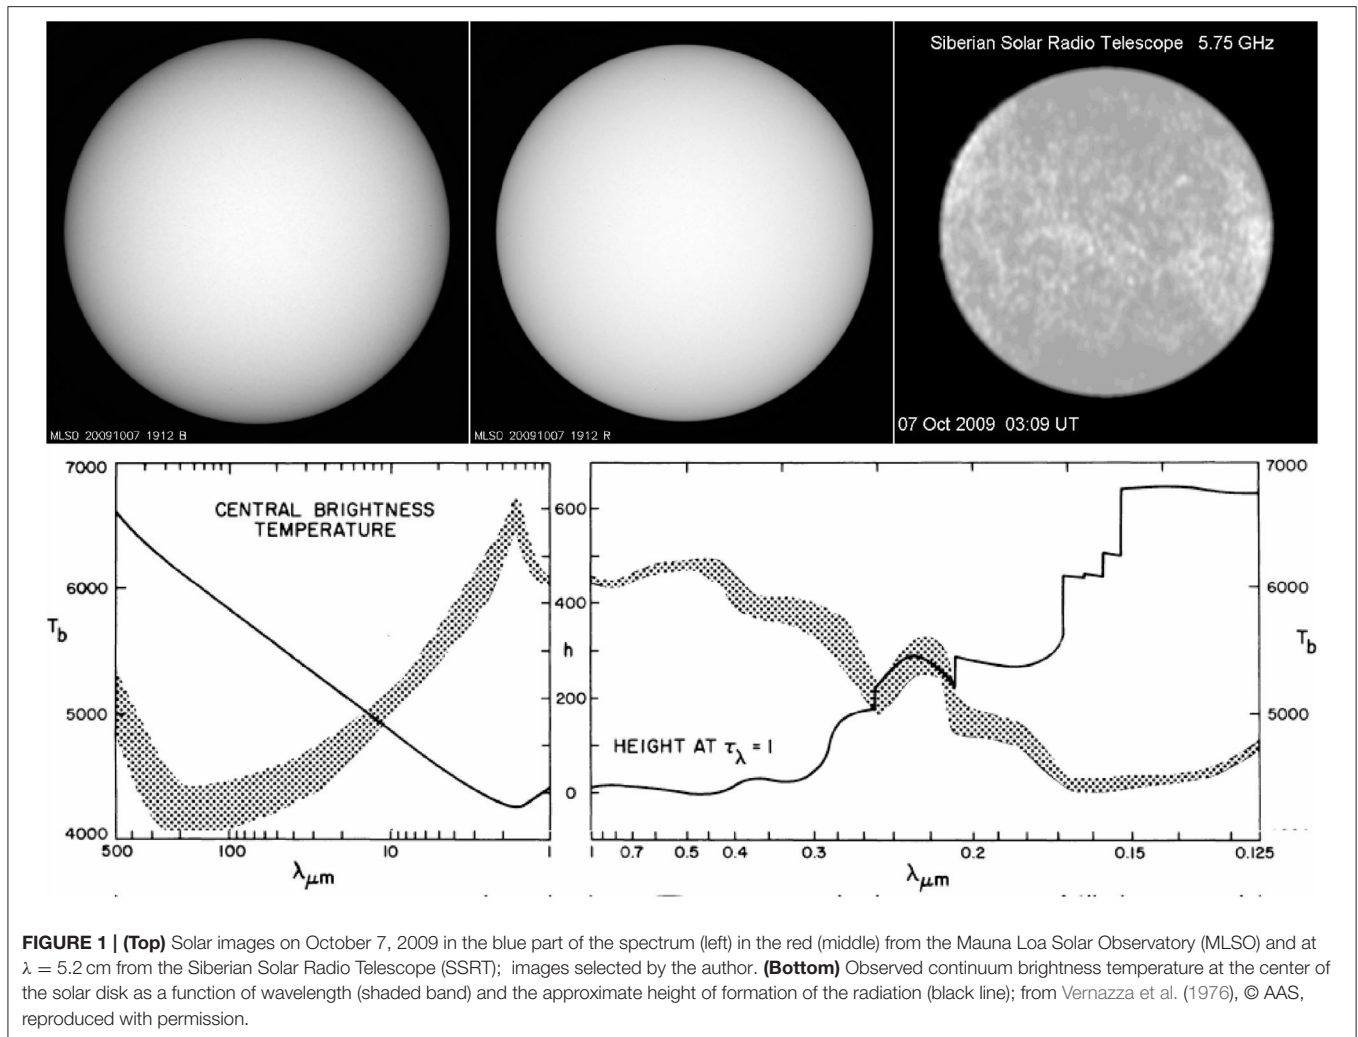 Siberian Solar Radio Telescope 5.75 GHz
MLSO 20091007 1912 B
MLSO 20091007 1912 R
07 Oct 2009 03:09 UT
7000
6000
T_b
5000
4000
CENTRAL BRIGHTNESS
TEMPERATURE
500
100
10
1
λμm
600
400
h
200
0
HEIGHT AT τλ = 1
1
0.7
0.5
0.4
0.3
0.2
0.15
0.125
λμm
7000
6000
T_b
5000
FIGURE 1 | (Top) Solar images on October 7, 2009 in the blue part of the spectrum (left) in the red (middle) from the Mauna Loa Solar Observatory (MLSO) and at
λ = 5.2 cm from the Siberian Solar Radio Telescope (SSRT); images selected by the author. (Bottom) Observed continuum brightness temperature at the center of
the solar disk as a function of wavelength (shaded band) and the approximate height of formation of the radiation (black line); from Vernazza et al. (1976), © AAS,
reproduced with permission.